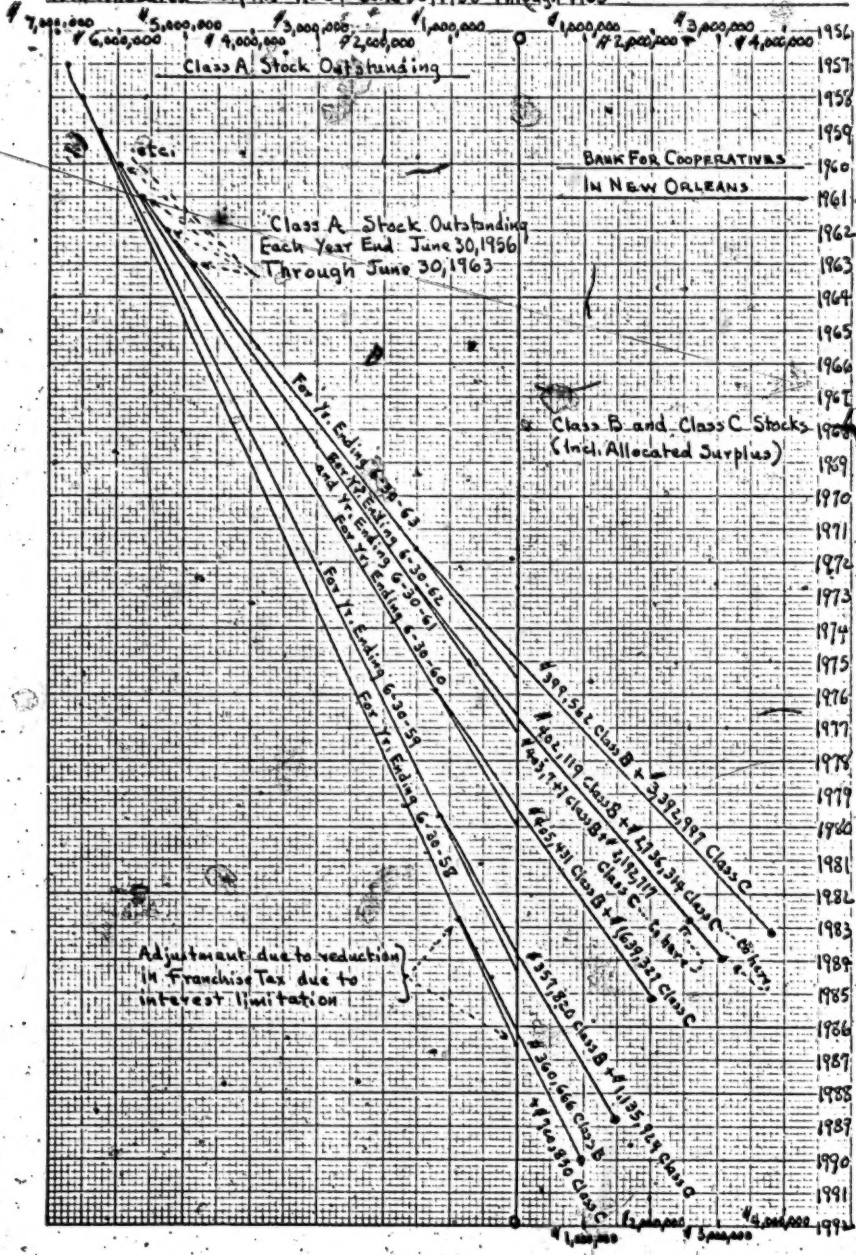 $7,000,000 $6,000,000 $5,000,000 $4,000,000 $3,000,000 $2,000,000 $1,000,000 0 $1,000,000 $2,000,000 $3,000,000 $4,000,000
1956
1957
Class A Stock Outstanding
1958
1959
etc.
BANK FOR COOPERATIVES
1960
IN NEW ORLEANS
1961
Class A Stock Outstanding
Each Year End June 30, 1956
Through June 30, 1963
1962
1963
1964
1965
1966
1967
Class B and Class C Stocks
(Incl. Allocated Surplus)
1968
1969
1970
1971
1972
1973
1974
1975
1976
1977
1978
1979
1980
1981
1982
1983
1984
1985
1986
1987
1988
1989
1990
1991
1992
For Yr. Ending 6-30-63
For Yr. Ending 6-30-62
and Yr. Ending 6-30-61
For Yr. Ending 6-30-60
For Yr. Ending 6-30-59
For Yr. Ending 6-30-58
$399,562 Class B + $3,392,997 Class C
$402,119 Class B + $2,736,314 Class C to here
Class B +
Class C to here
$405,431 Class B + $1,639,327 Class C
$357,820 Class B + $1,135,929 Class C
$360,666 Class B
Class C
Adjustment due to reduction
in Franchise Tax due to
interest limitation
0 $1,000,000 $2,000,000 $3,000,000 $4,000,000